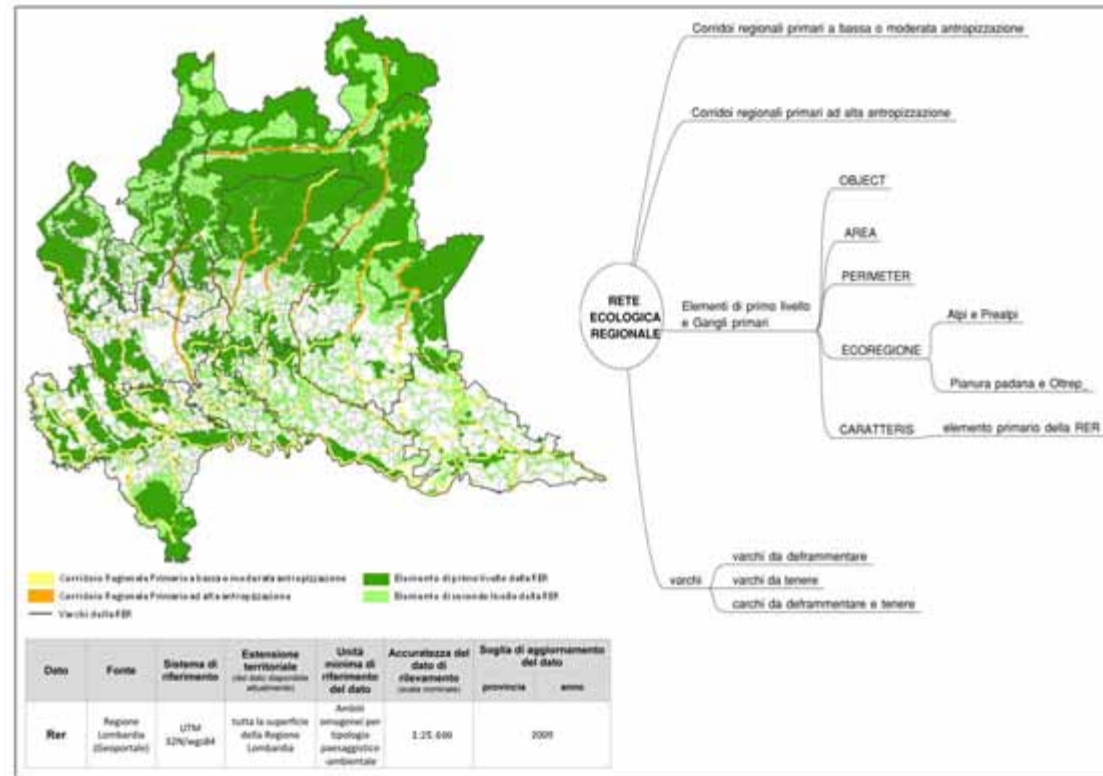 Corridoi regionali primari a bassa o moderata antropizzazione
Corridoi regionali primari ad alta antropizzazione
OBJECT
AREA
PERIMETER
RETE
ECOLOGICA
REGIONALE
Elementi di primo livello
e Gangli primari
ECOREGIONE
Alpi e Prealpi
Pianura padana e Oltrep_
CARATTERIS
elemento primario della RER
varchi
varchi da deframmentare
varchi da tenere
carchi da deframmentare e tenere
Corridoio Regionale Primario a bassa o moderata antropizzazione
Corridoio Regionale Primario ad alta antropizzazione
Varchi della RER
Elemento di primo livello della RER
Elemento di secondo livello della RER
Dato
Fonte
Sistema di
riferimento
Estensione
territoriale
(del dato disponibile
attualmente)
Unità
minima di
riferimento
del dato
Accuratezza del
dato di
rilevamento
(scala nominale)
Soglia di aggiornamento
del dato
provincia
anno
Rer
Regione
Lombardia
(Geoportale)
UTM
32N/wgs84
tutta la superficie
della Regione
Lombardia
Ambiti
omogenei per
tipologia
paesaggistico
-ambientale
1:25.000
2009